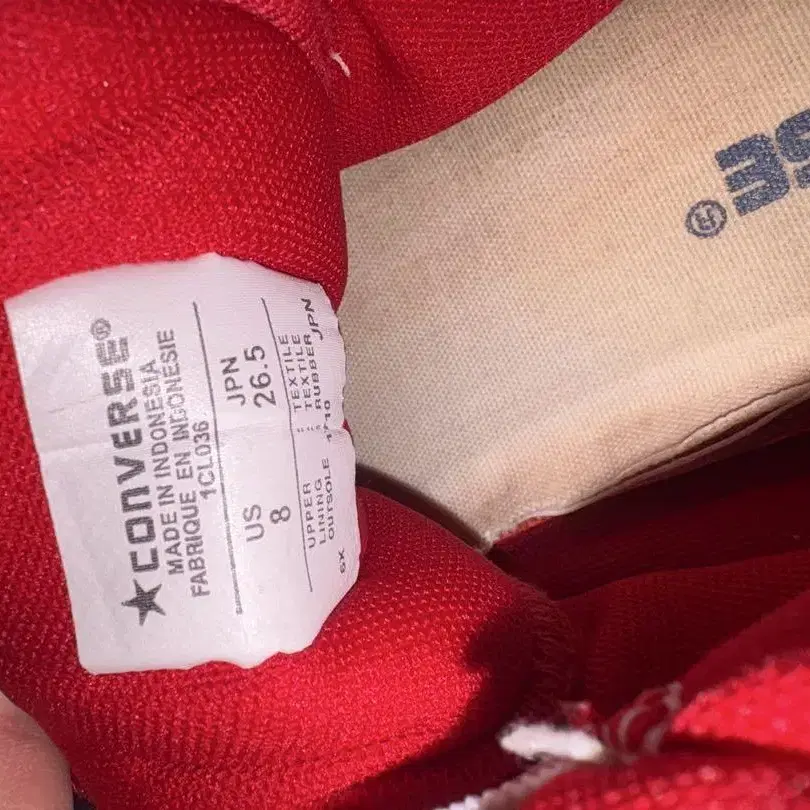 ★CONVERSE®
MADE IN INDONESIA
FABRIQUE EN INDONESIE
1CL036
US JPN
8 26.5
UPPER : TEXTILE
LINING : TEXTILE
OUTSOLE : RUBBER
JPN
SE®